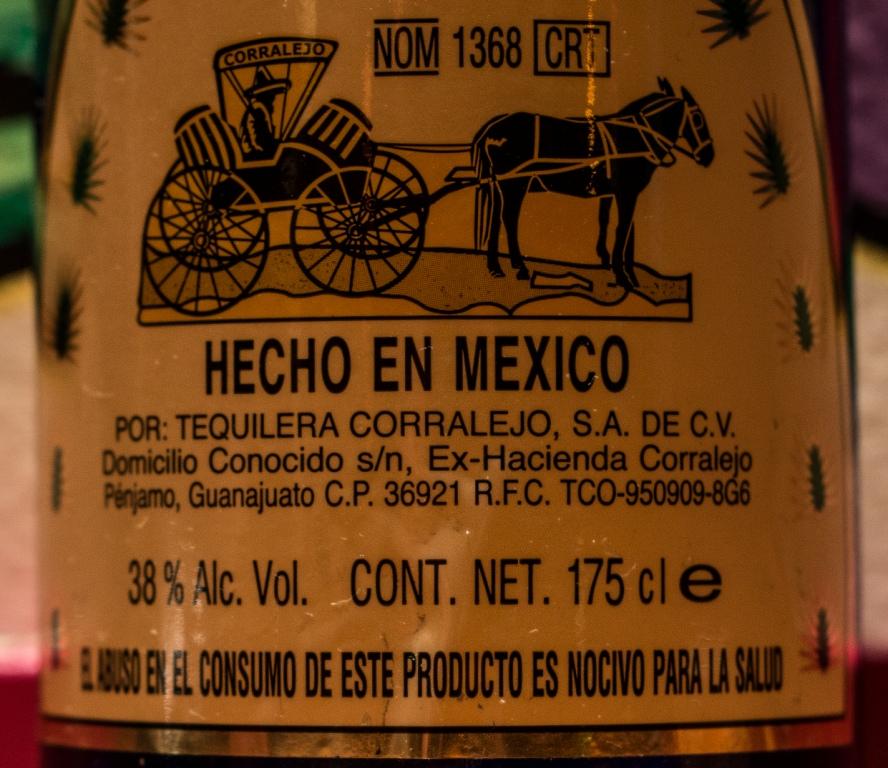 NOM 1368 CRT
CORRALEJO
HECHO EN MEXICO
POR: TEQUILERA CORRALEJO, S.A. DE C.V.
Domicilio Conocido s/n, Ex-Hacienda Corralejo
Pénjamo, Guanajuato C.P. 36921 R.F.C. TCO-950909-8G6
38 % Alc. Vol. CONT. NET. 175 cl e
EL ABUSO EN EL CONSUMO DE ESTE PRODUCTO ES NOCIVO PARA LA SALUD